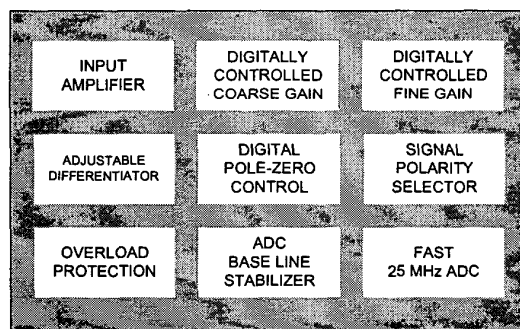 INPUT
AMPLIFIER
DIGITALLY
CONTROLLED
COARSE GAIN
DIGITALLY
CONTROLLED
FINE GAIN
ADJUSTABLE
DIFFERENTIATOR
DIGITAL
POLE-ZERO
CONTROL
SIGNAL
POLARITY
SELECTOR
OVERLOAD
PROTECTION
ADC
BASE LINE
STABILIZER
FAST
25 MHz ADC